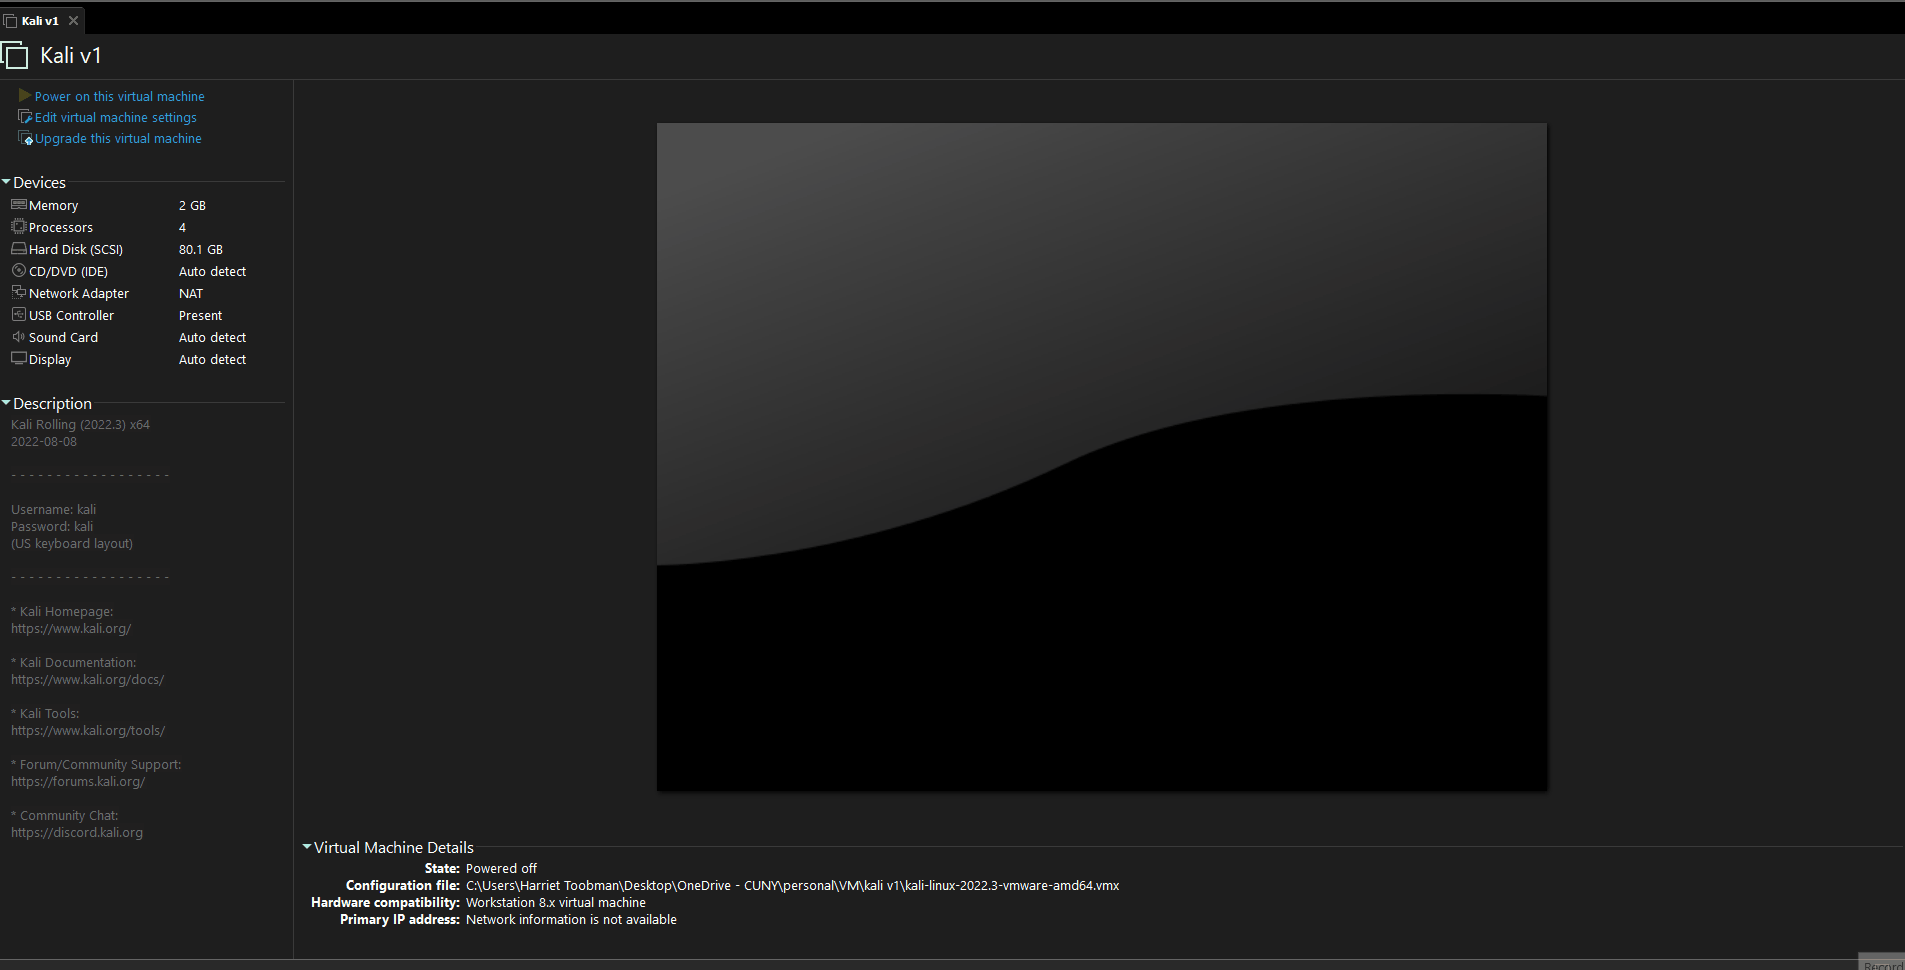 Kali v1
Kali v1
Power on this virtual machine
Edit virtual machine settings
Upgrade this virtual machine
Devices
Memory 2 GB
Processors 4
Hard Disk (SCSI) 80.1 GB
CD/DVD (IDE) Auto detect
Network Adapter NAT
USB Controller Present
Sound Card Auto detect
Display Auto detect
Description
Kali Rolling (2022.3) x64
2022-08-08
- - - - - - - - - - - - - - - - - -
Username: kali
Password: kali
(US keyboard layout)
- - - - - - - - - - - - - - - - - -
* Kali Homepage:
https://www.kali.org/
* Kali Documentation:
https://www.kali.org/docs/
* Kali Tools:
https://www.kali.org/tools/
* Forum/Community Support:
https://forums.kali.org/
* Community Chat:
https://discord.kali.org
Virtual Machine Details
State: Powered off
Configuration file: C:\Users\Harriet Toobman\Desktop\OneDrive - CUNY\personal\VM\kali v1\kali-linux-2022.3-vmware-amd64.vmx
Hardware compatibility: Workstation 8.x virtual machine
Primary IP address: Network information is not available
Record